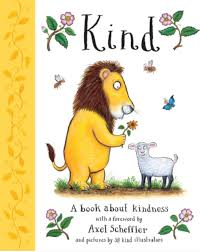 Kind
A book about kindness
with a foreword by
Axel Scheffler
and pictures by 38 kind illustrators